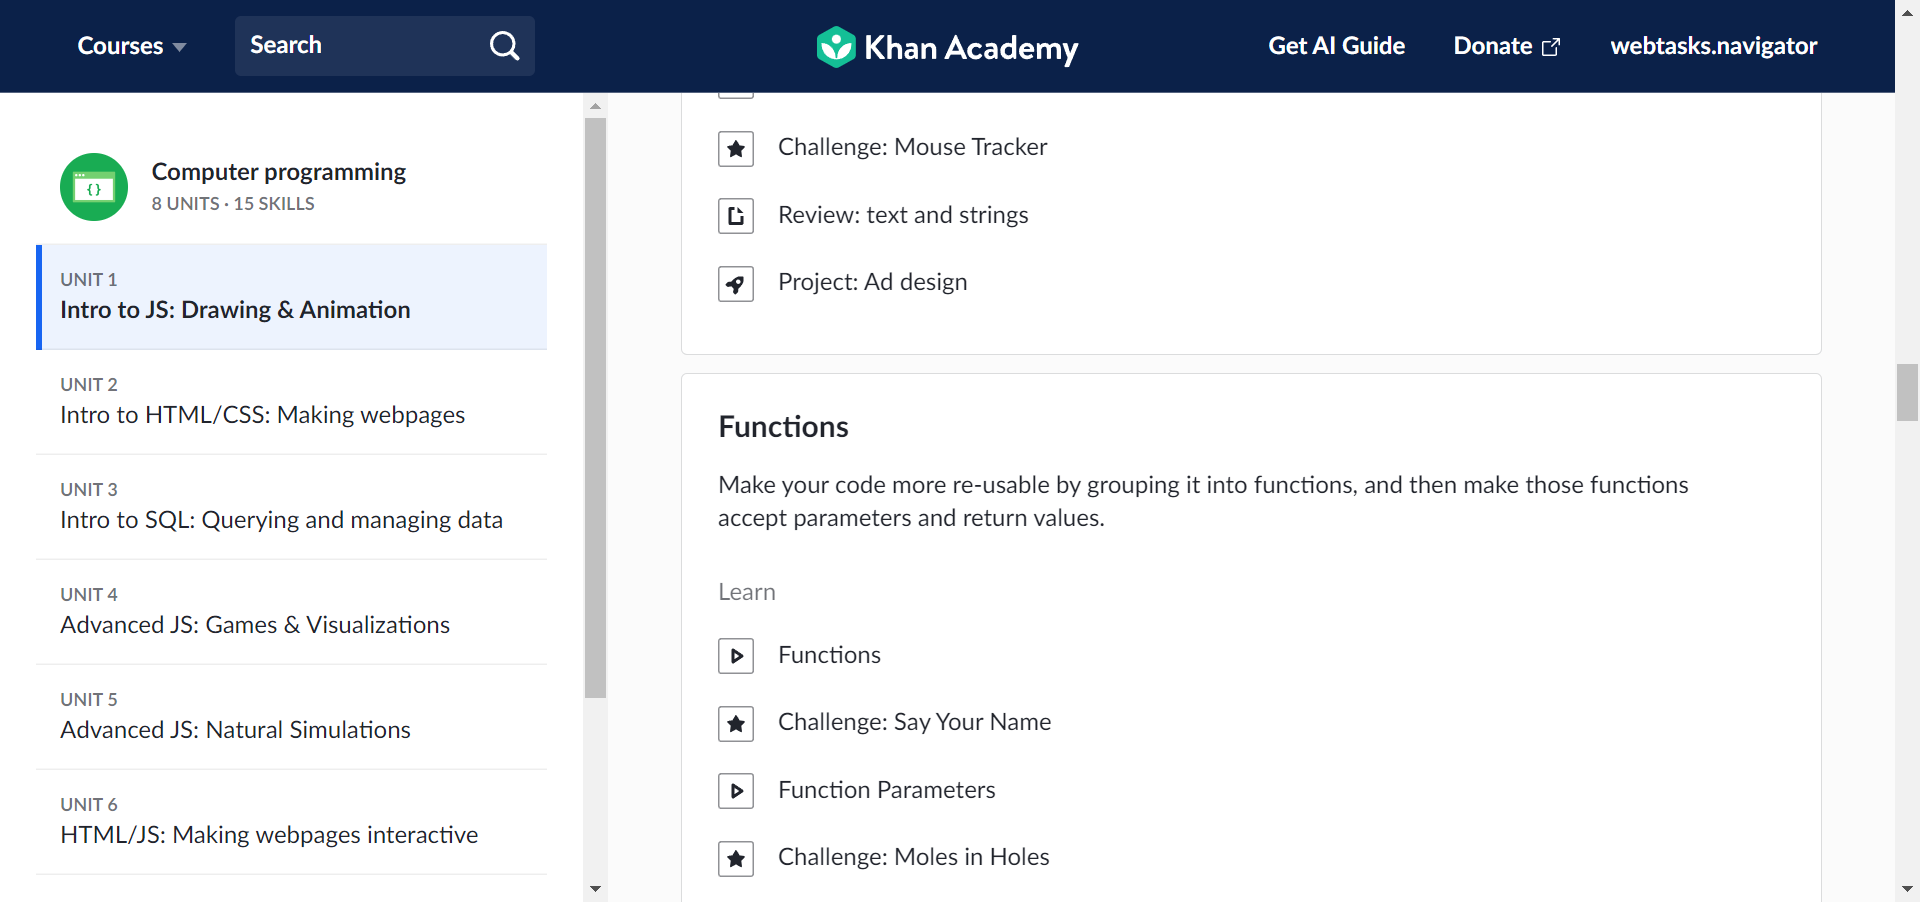 Courses
Search
Khan Academy
Get AI Guide
Donate
webtasks.navigator
Computer programming
8 UNITS · 15 SKILLS
UNIT 1
Intro to JS: Drawing & Animation
UNIT 2
Intro to HTML/CSS: Making webpages
UNIT 3
Intro to SQL: Querying and managing data
UNIT 4
Advanced JS: Games & Visualizations
UNIT 5
Advanced JS: Natural Simulations
UNIT 6
HTML/JS: Making webpages interactive
Challenge: Mouse Tracker
Review: text and strings
Project: Ad design
Functions
Make your code more re-usable by grouping it into functions, and then make those functions
accept parameters and return values.
Learn
Functions
Challenge: Say Your Name
Function Parameters
Challenge: Moles in Holes